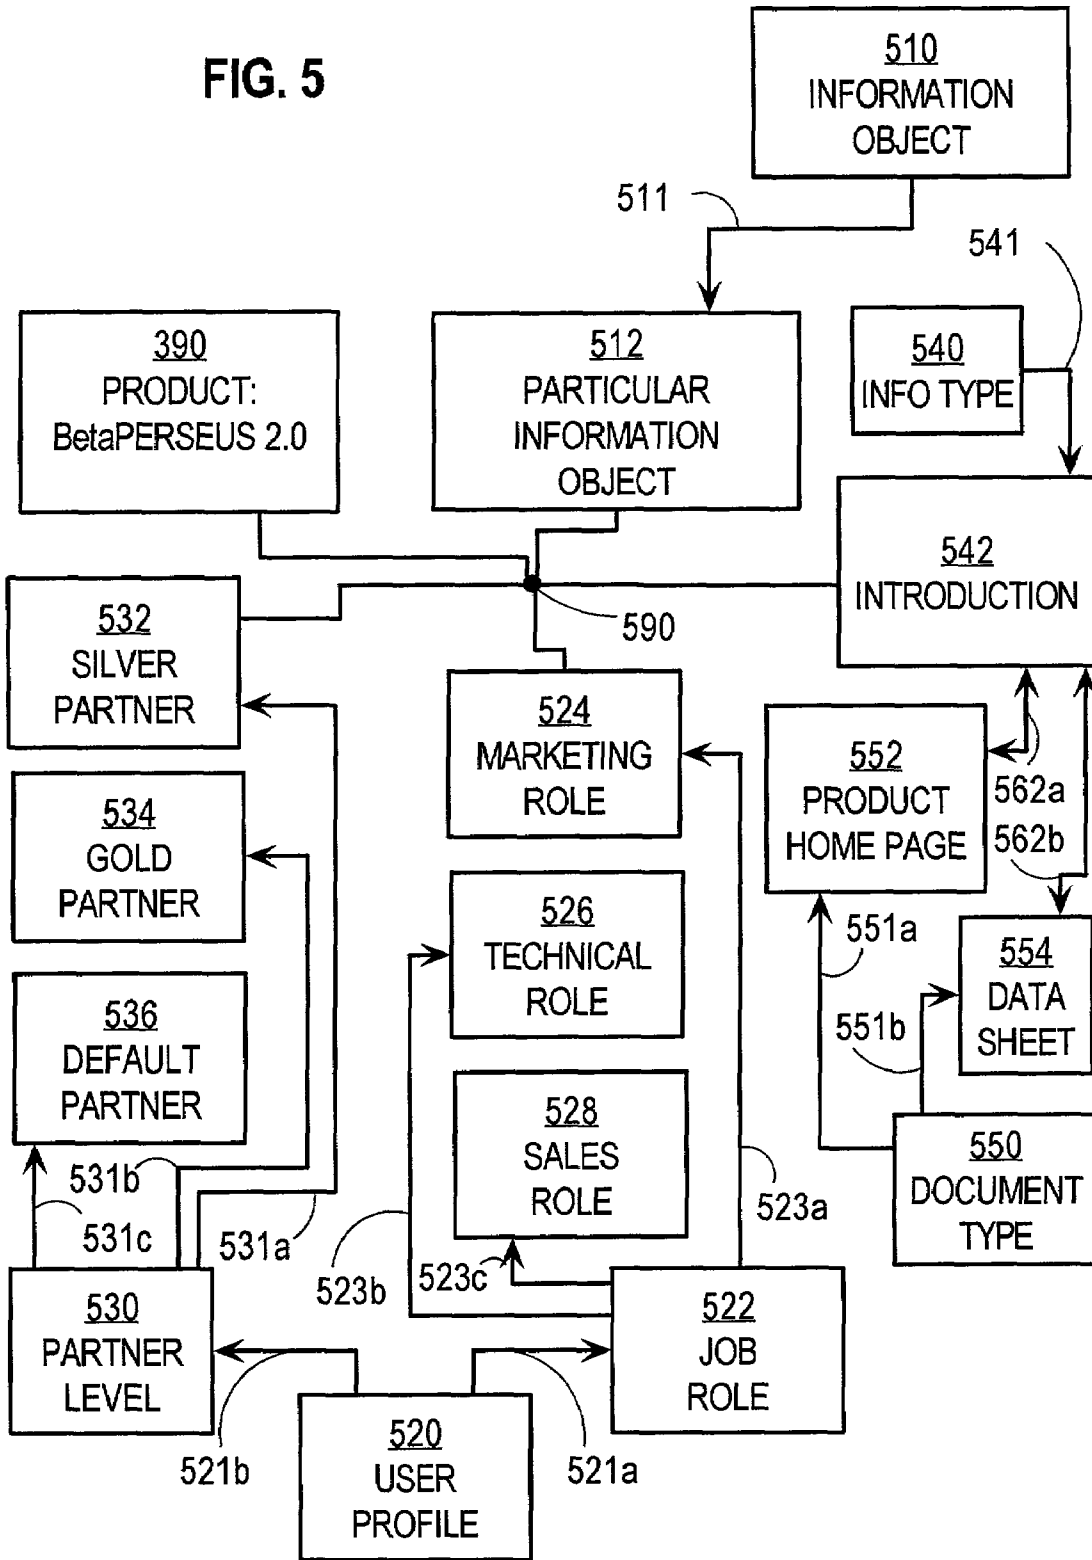 FIG. 5
510
INFORMATION
OBJECT
511
541
390
PRODUCT:
BetaPERSEUS 2.0
512
PARTICULAR
INFORMATION
OBJECT
540
INFO TYPE
542
INTRODUCTION
532
SILVER
PARTNER
590
524
MARKETING
ROLE
552
PRODUCT
HOME PAGE
562a
562b
534
GOLD
PARTNER
526
TECHNICAL
ROLE
551a
554
DATA
SHEET
551b
536
DEFAULT
PARTNER
528
SALES
ROLE
550
DOCUMENT
TYPE
531b
531c
531a
523a
523b
523c
530
PARTNER
LEVEL
522
JOB
ROLE
520
USER
PROFILE
521b
521a